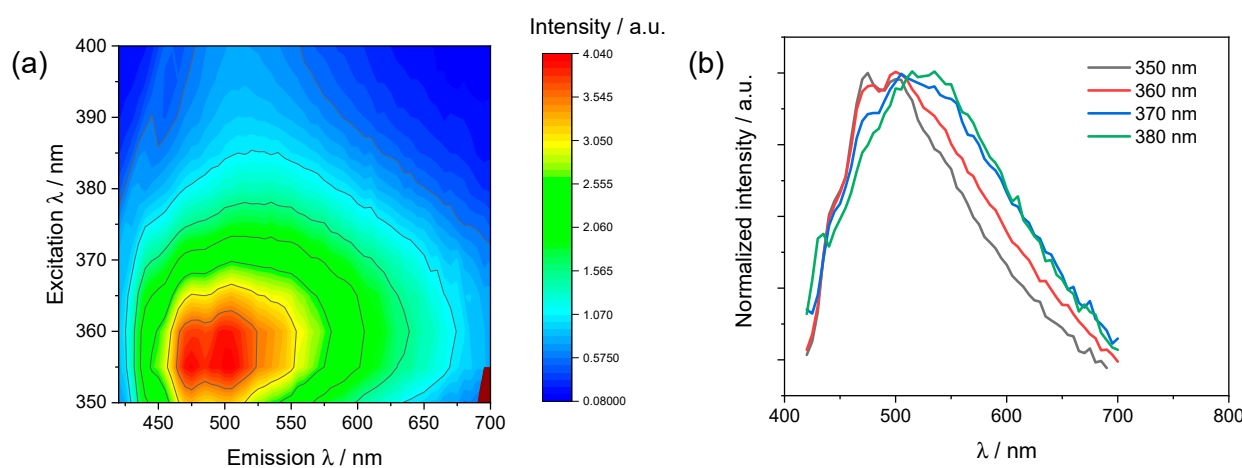 (a)
Intensity / a.u.
Excitation λ / nm
400
390
380
370
360
350
450
500
550
600
650
700
Emission λ / nm
4.040
3.545
3.050
2.555
2.060
1.565
1.070
0.5750
0.08000
(b)
Normalized intensity / a.u.
350 nm
360 nm
370 nm
380 nm
400
500
600
700
800
λ / nm